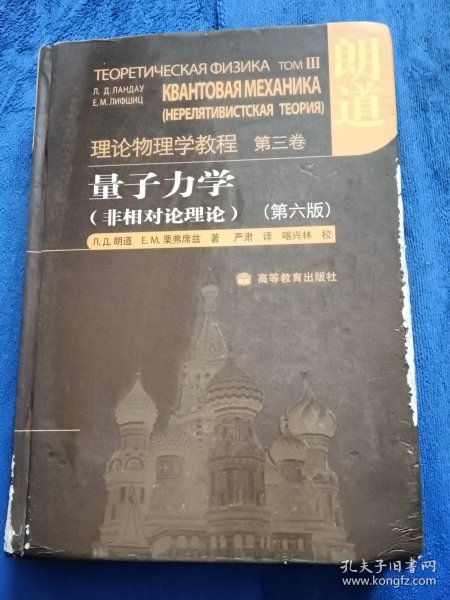 ТЕОРЕТИЧЕСКАЯ ФИЗИКА ТОМ III
Л. Д. ЛАНДАУ
Е. М. ЛИФШИЦ
КВАНТОВАЯ МЕХАНИКА
(НЕРЕЛЯТИВИСТСКАЯ ТЕОРИЯ)
朗道
理论物理学教程 第三卷
量子力学
(非相对论理论) (第六版)
Л.Д.朗道 Е.М.栗弗席兹 著 严肃 译 喀兴林 校
高等教育出版社
孔夫子旧书网
www.kongfz.com